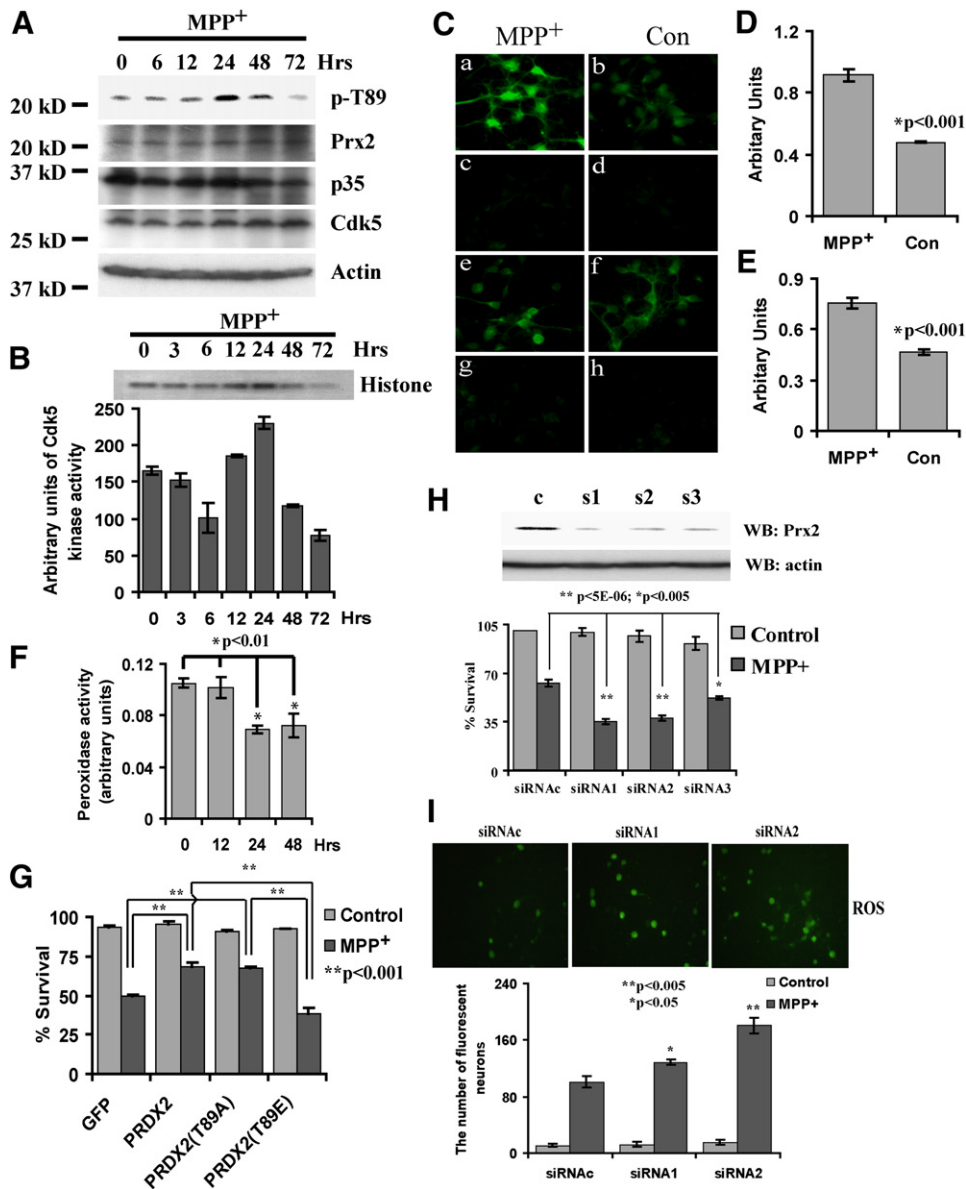 A
MPP+
0 6 12 24 48 72 Hrs
20 kD
p-T89
20 kD
Prx2
37 kD
p35
Cdk5
25 kD
Actin
37 kD
B
MPP+
0 3 6 12 24 48 72 Hrs
Histone
Arbitrary units of Cdk5
kinase activity
250
200
150
100
50
0
0 3 6 12 24 48 72 Hrs
C
MPP+ Con
a b
c d
e f
g h
D
Arbitary Units
1.2
0.8
0.4
0
*p<0.001
MPP+ Con
E
Arbitary Units
0.9
0.6
0.3
0
*p<0.001
MPP+ Con
F
*p<0.01
Peroxidase activity
(arbitrary units)
0.12
0.08
0.04
0
* *
0 12 24 48 Hrs
G
% Survival
100
75
50
25
0
**
** **
**
Control
MPP+
**p<0.001
GFP
PRDX2
PRDX2(T89A)
PRDX2(T89E)
H
c s1 s2 s3
WB: Prx2
WB: actin
** p<5E-06; *p<0.005
% Survival
105
70
35
0
** ** *
Control
MPP+
siRNAc siRNA1 siRNA2 siRNA3
I
siRNAc siRNA1 siRNA2
ROS
The number of fluorescent
neurons
240
160
80
0
**p<0.005
*p<0.05
* **
Control
MPP+
siRNAc siRNA1 siRNA2